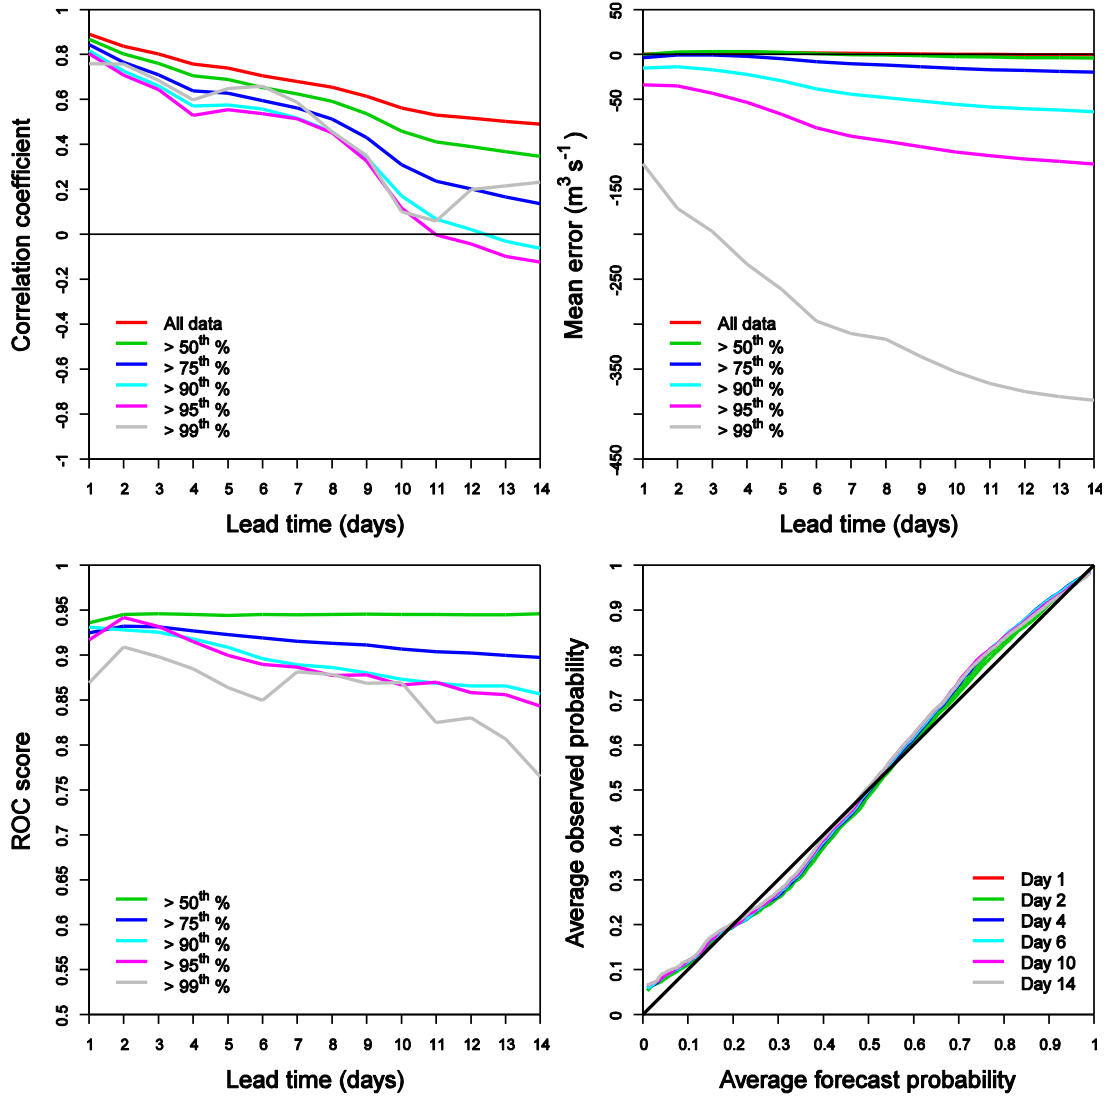 Correlation coefficient
1
0.8
0.6
0.4
0.2
0
-0.2
-0.4
-0.6
-0.8
-1
All data
> 50th %
> 75th %
> 90th %
> 95th %
> 99th %
1 2 3 4 5 6 7 8 9 10 11 12 13 14
Lead time (days)
Mean error (m3 s-1 )
50
0
-50
-150
-250
-350
-450
All data
> 50th %
> 75th %
> 90th %
> 95th %
> 99th %
1 2 3 4 5 6 7 8 9 10 11 12 13 14
Lead time (days)
ROC score
1
0.95
0.9
0.85
0.8
0.75
0.7
0.65
0.6
0.55
0.5
> 50th %
> 75th %
> 90th %
> 95th %
> 99th %
1 2 3 4 5 6 7 8 9 10 11 12 13 14
Lead time (days)
Average observed probability
1
0.9
0.8
0.7
0.6
0.5
0.4
0.3
0.2
0.1
0
Day 1
Day 2
Day 4
Day 6
Day 10
Day 14
0 0.1 0.2 0.3 0.4 0.5 0.6 0.7 0.8 0.9 1
Average forecast probability